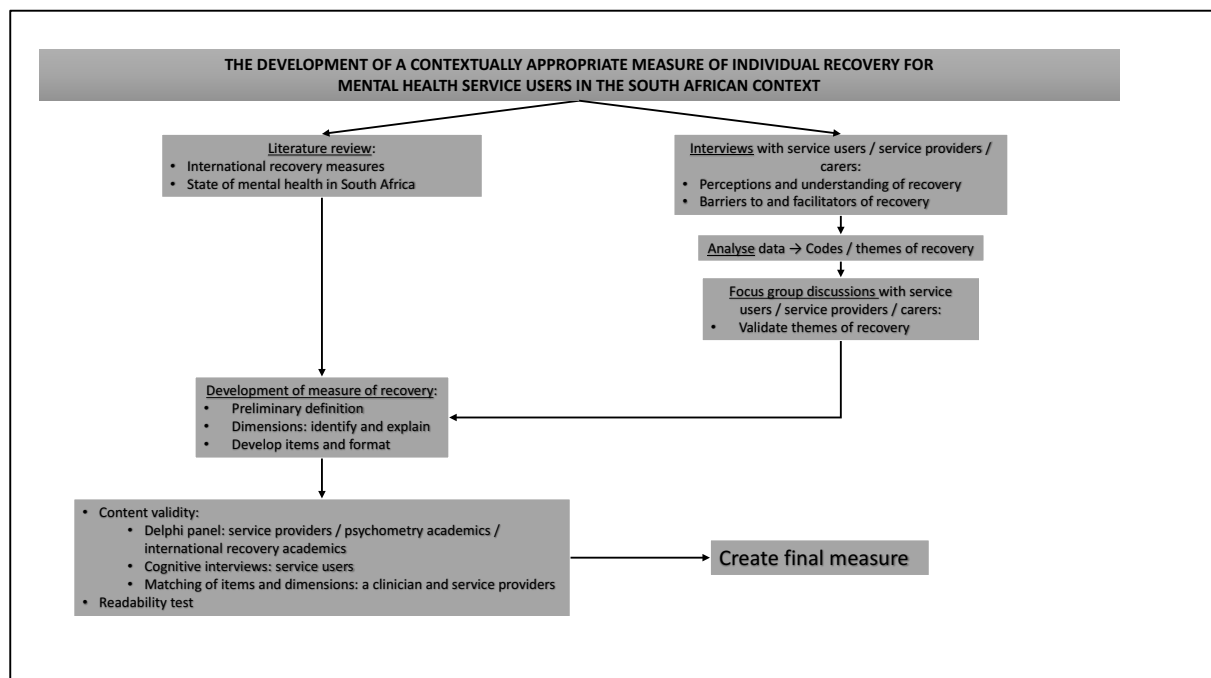 THE DEVELOPMENT OF A CONTEXTUALLY APPROPRIATE MEASURE OF INDIVIDUAL RECOVERY FOR
MENTAL HEALTH SERVICE USERS IN THE SOUTH AFRICAN CONTEXT
Literature review:
• International recovery measures
• State of mental health in South Africa
Interviews with service users / service providers /
carers:
• Perceptions and understanding of recovery
• Barriers to and facilitators of recovery
Analyse data → Codes / themes of recovery
Focus group discussions with service
users / service providers / carers:
• Validate themes of recovery
Development of measure of recovery:
• Preliminary definition
• Dimensions: identify and explain
• Develop items and format
• Content validity:
• Delphi panel: service providers / psychometry academics /
international recovery academics
• Cognitive interviews: service users
• Matching of items and dimensions: a clinician and service providers
• Readability test
Create final measure